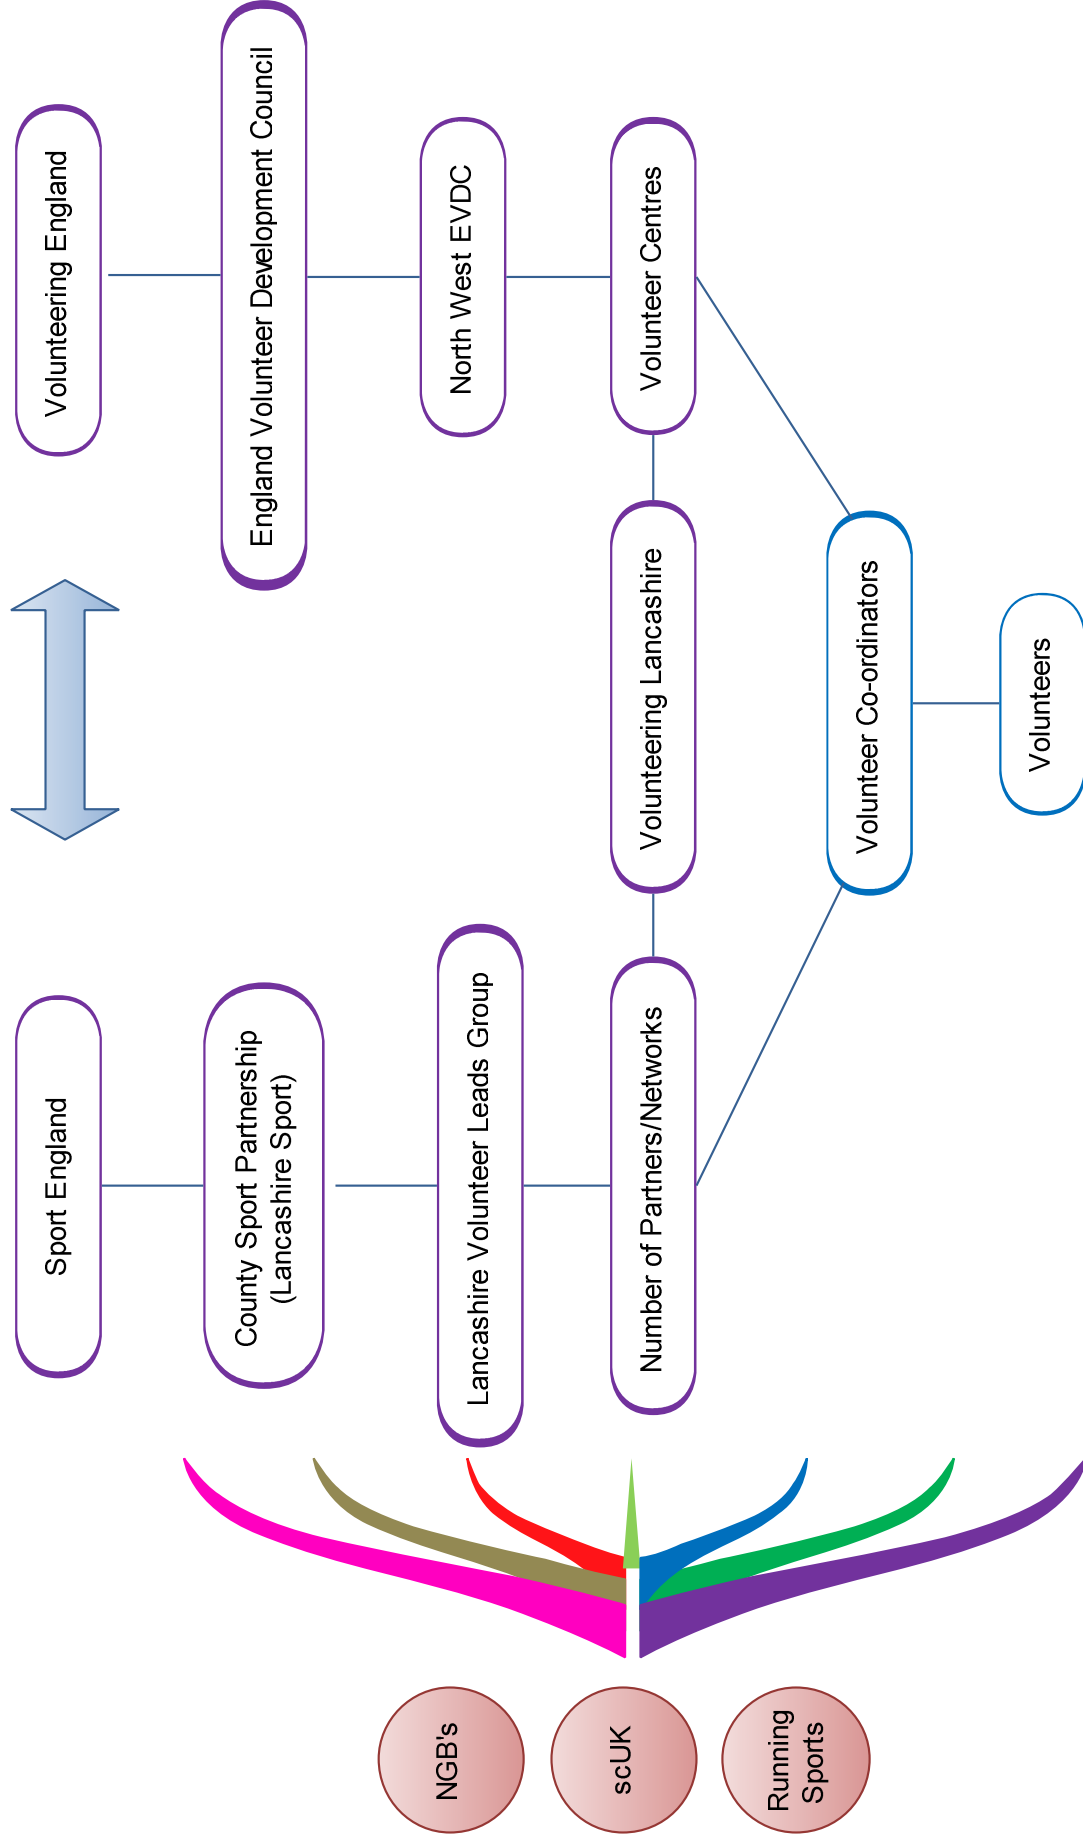 Sport England
Volunteering England
County Sport Partnership
(Lancashire Sport)
England Volunteer Development Council
NGB's
Lancashire Volunteer Leads Group
North West EVDC
scUK
Number of Partners/Networks
Volunteering Lancashire
Volunteer Centres
Running
Sports
Volunteer Co-ordinators
Volunteers